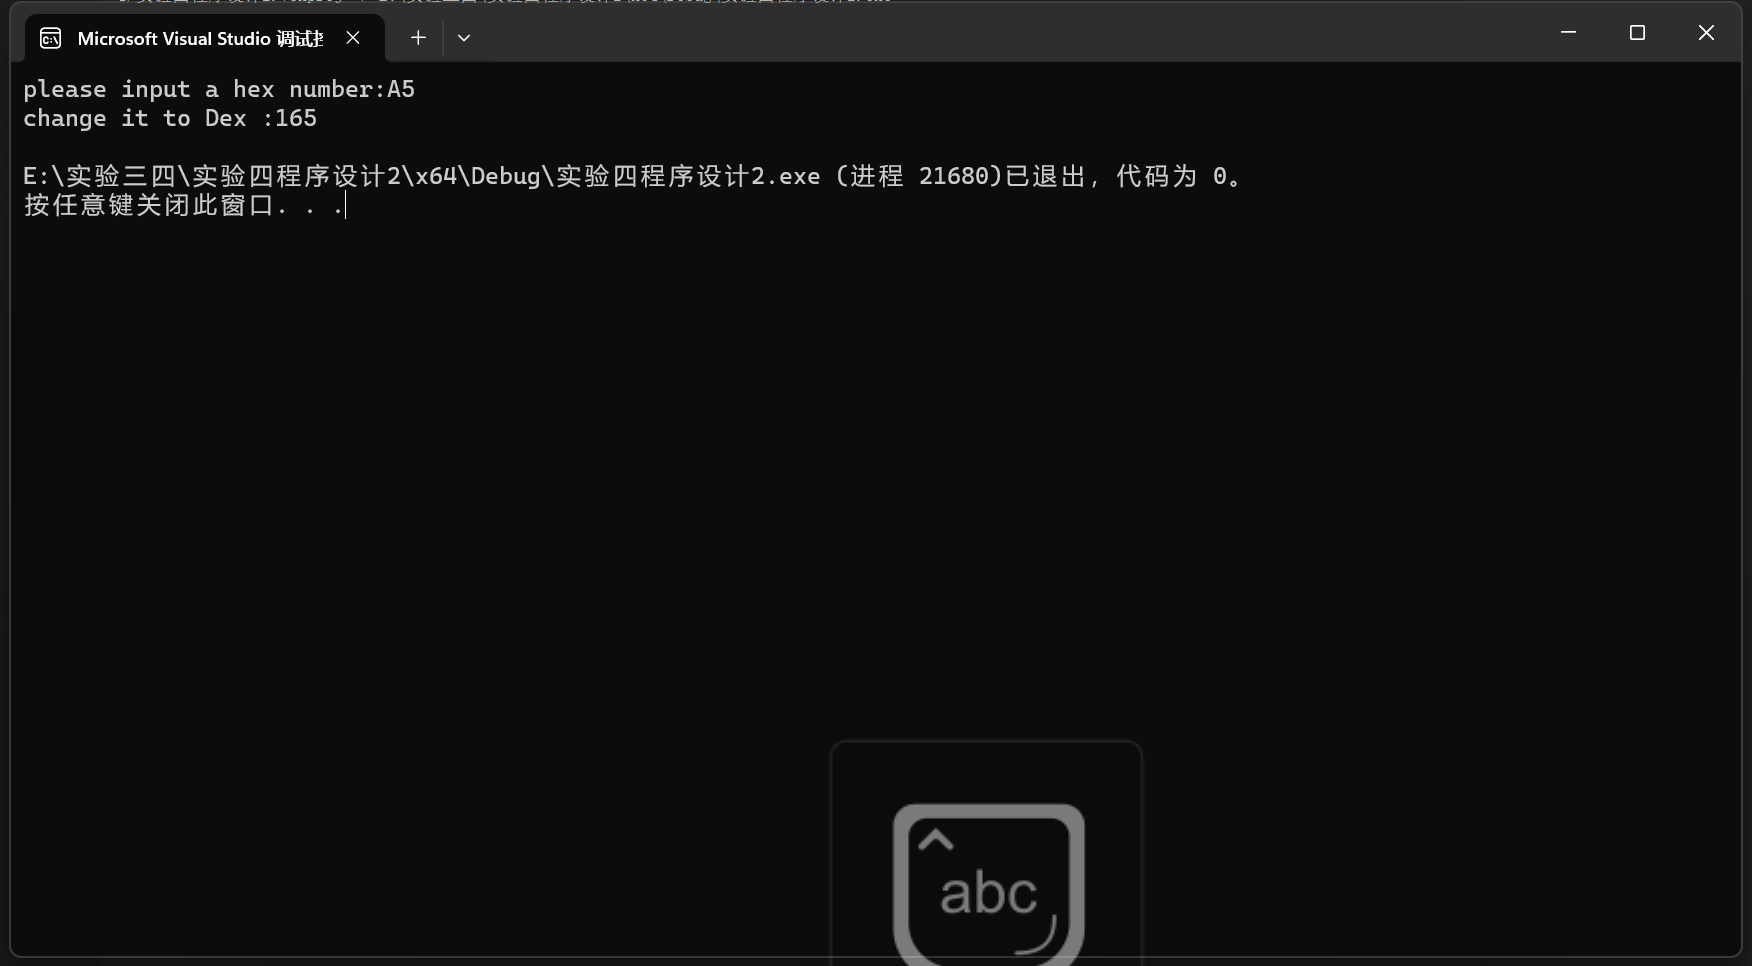 Microsoft Visual Studio 调试
please input a hex number:A5
change it to Dex :165
E:\实验三四\实验四程序设计2\x64\Debug\实验四程序设计2.exe (进程 21680)已退出，代码为 0。
按任意键关闭此窗口. . .
abc